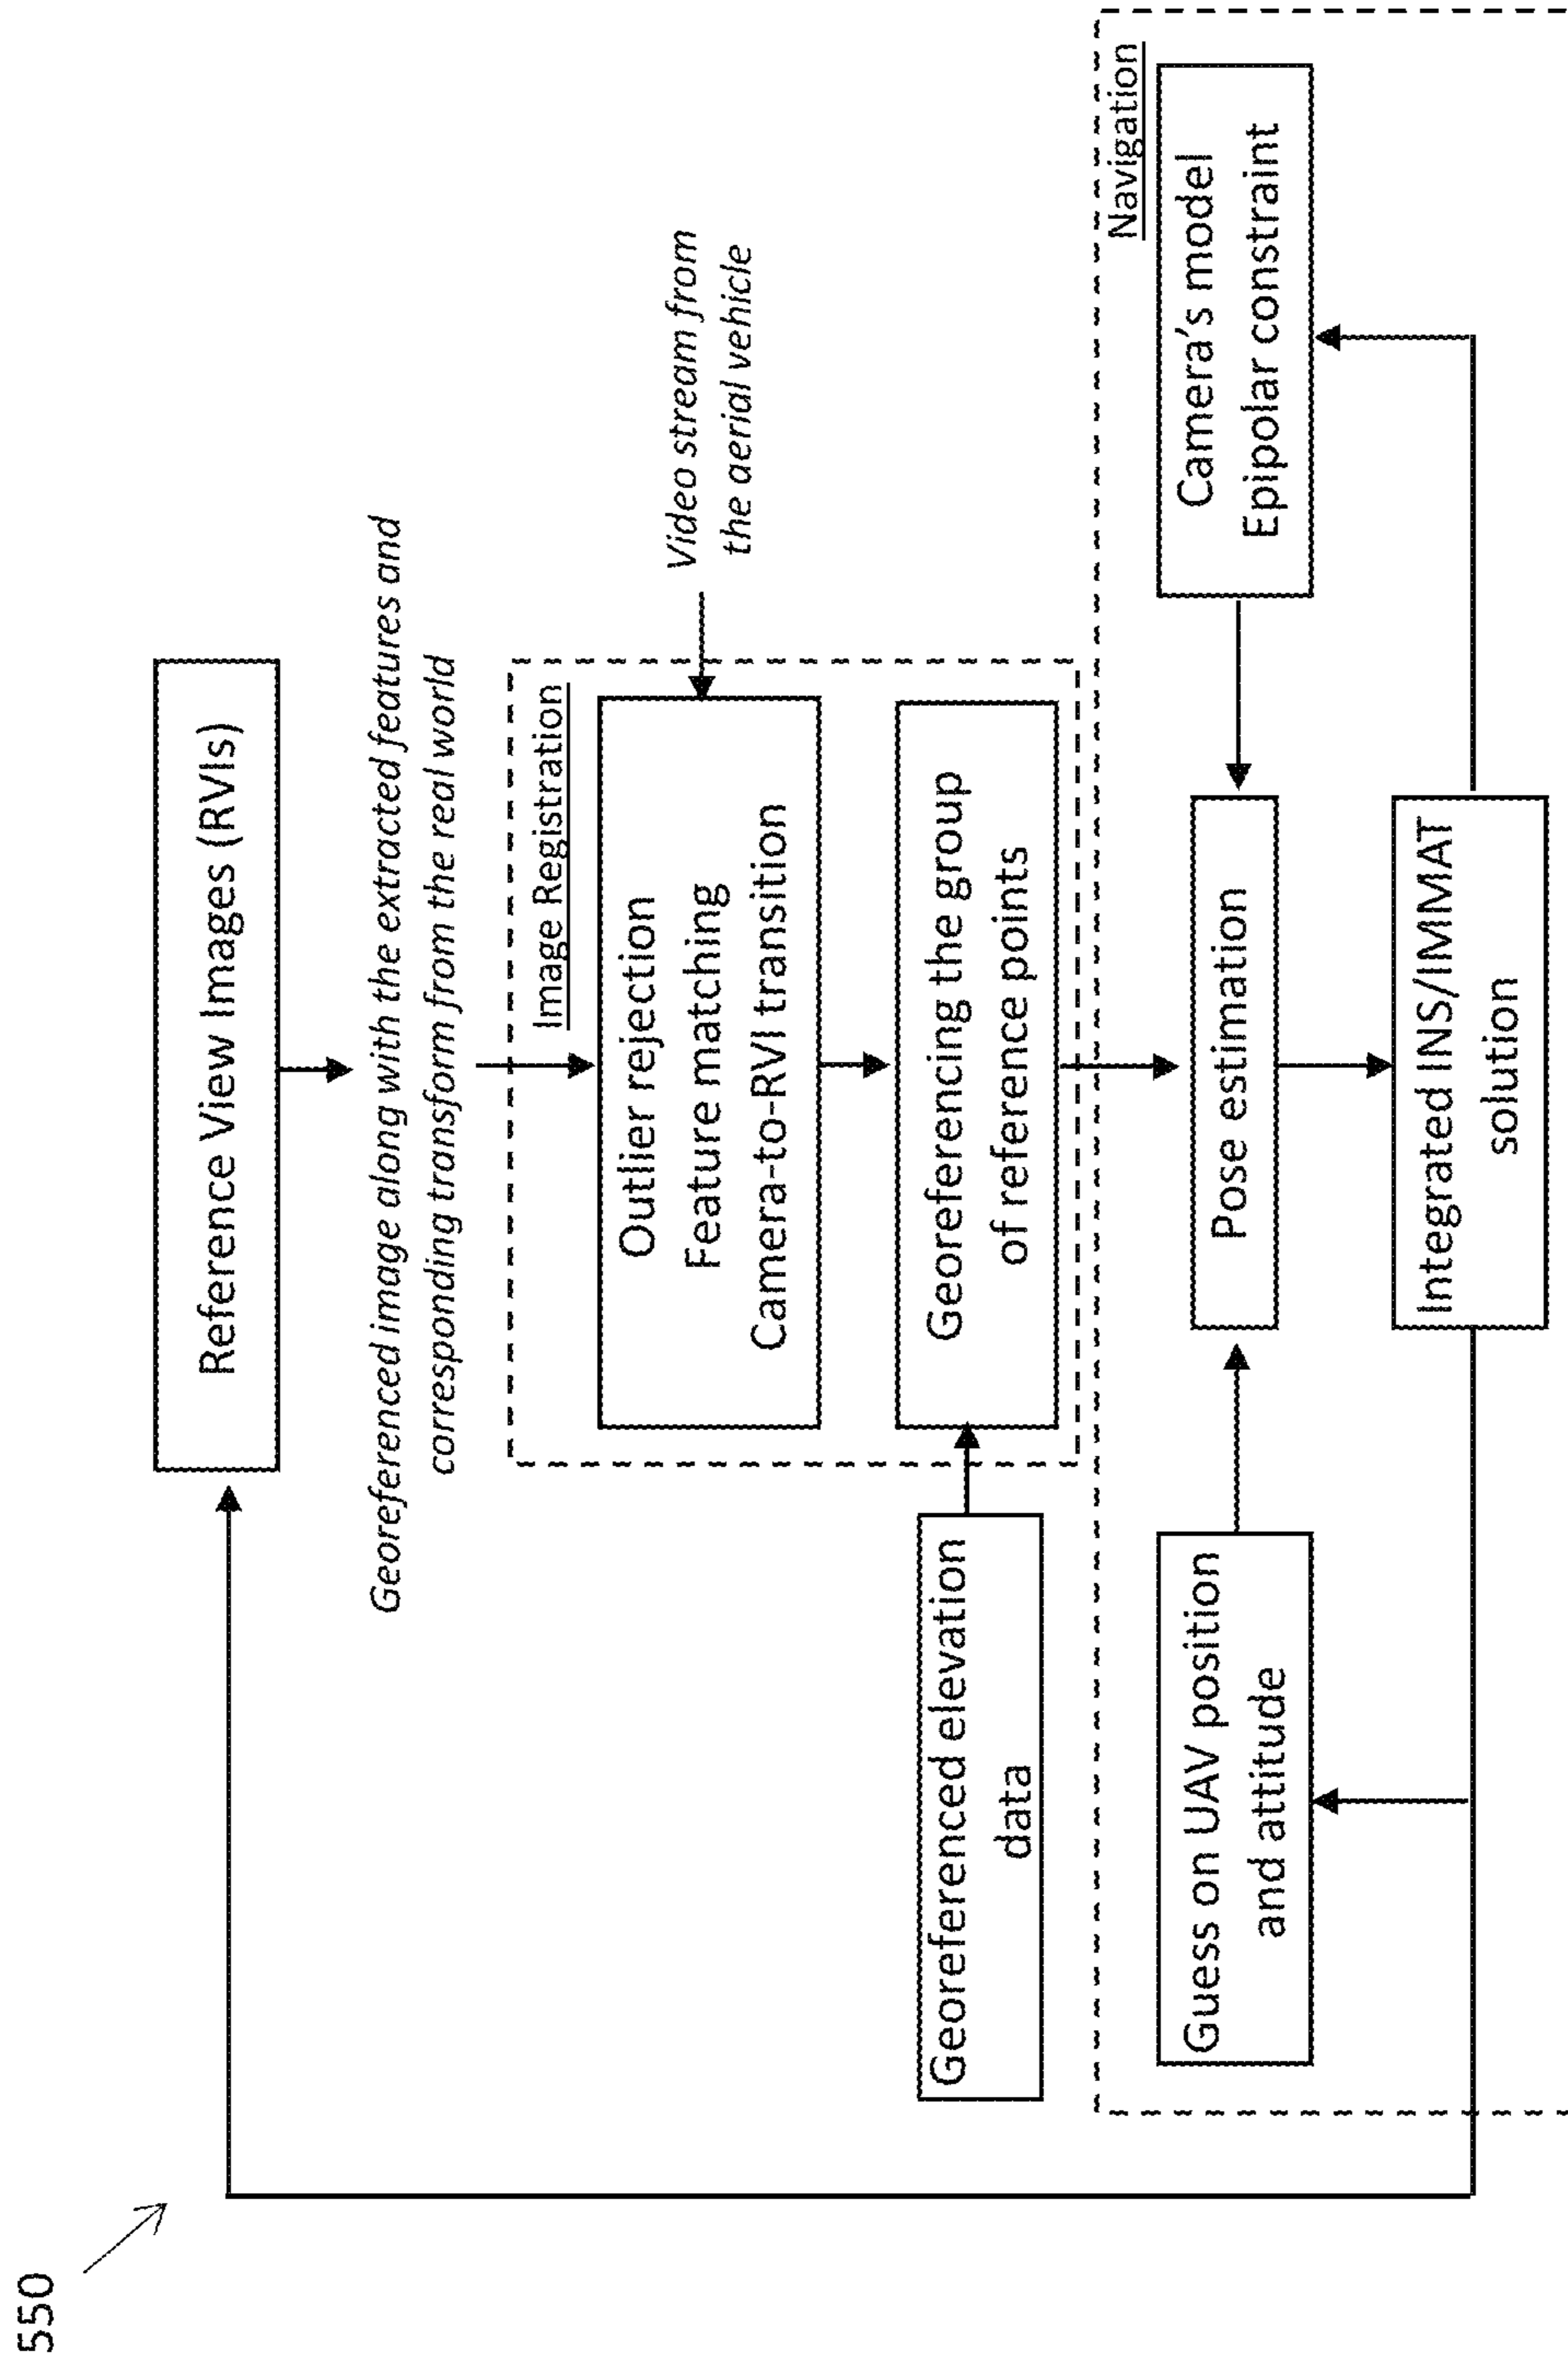 550
Reference View Images (RVIs)
Georeferenced image along with the extracted features and
corresponding transform from the real world
Image Registration
Outlier rejection
Feature matching
Camera-to-RVI transition
Video stream from
the aerial vehicle
Georeferenced elevation
data
Georeferencing the group
of reference points
Navigation
Guess on UAV position
and attitude
Pose estimation
Camera's model
Epipolar constraint
Integrated INS/IMMAT
solution